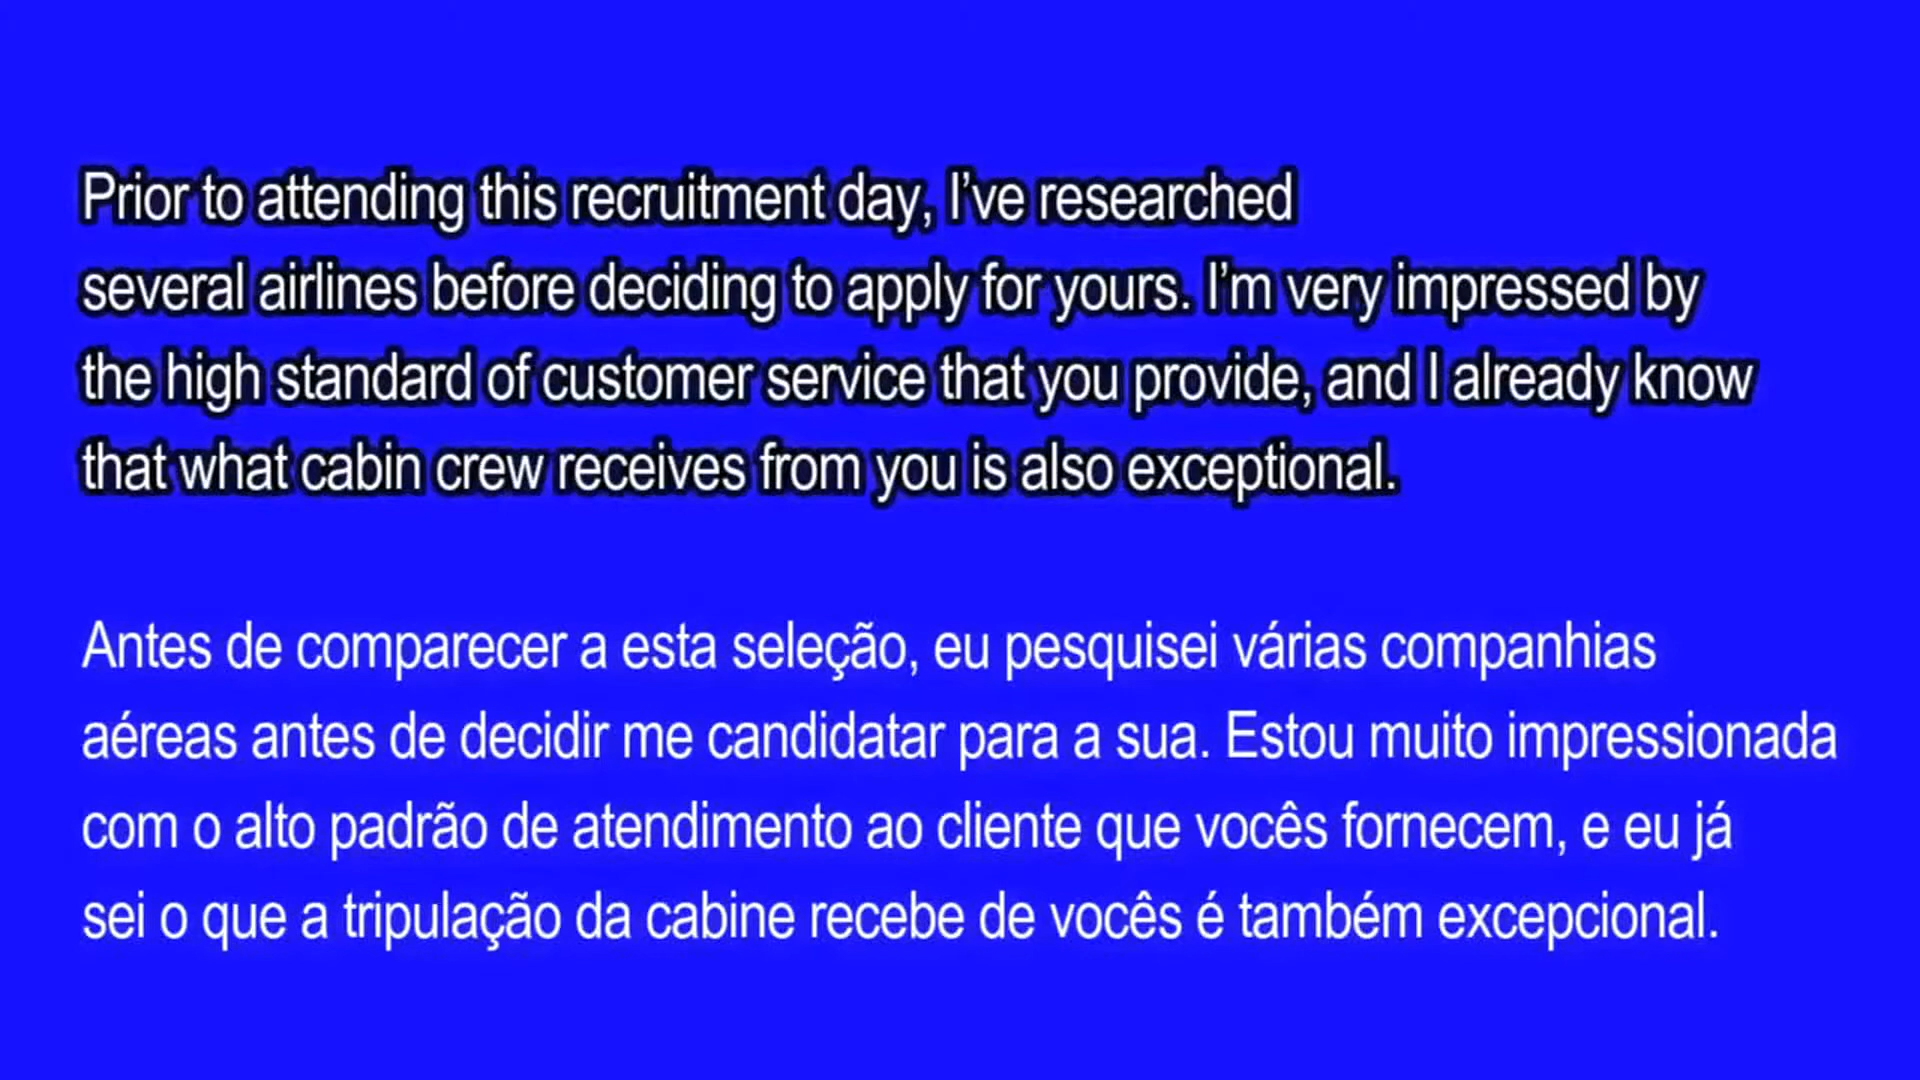 Prior to attending this recruitment day, I’ve researched
several airlines before deciding to apply for yours. I’m very impressed by
the high standard of customer service that you provide, and I already know
that what cabin crew receives from you is also exceptional.
Antes de comparecer a esta seleção, eu pesquisei várias companhias
aéreas antes de decidir me candidatar para a sua. Estou muito impressionada
com o alto padrão de atendimento ao cliente que vocês fornecem, e eu já
sei o que a tripulação da cabine recebe de vocês é também excepcional.